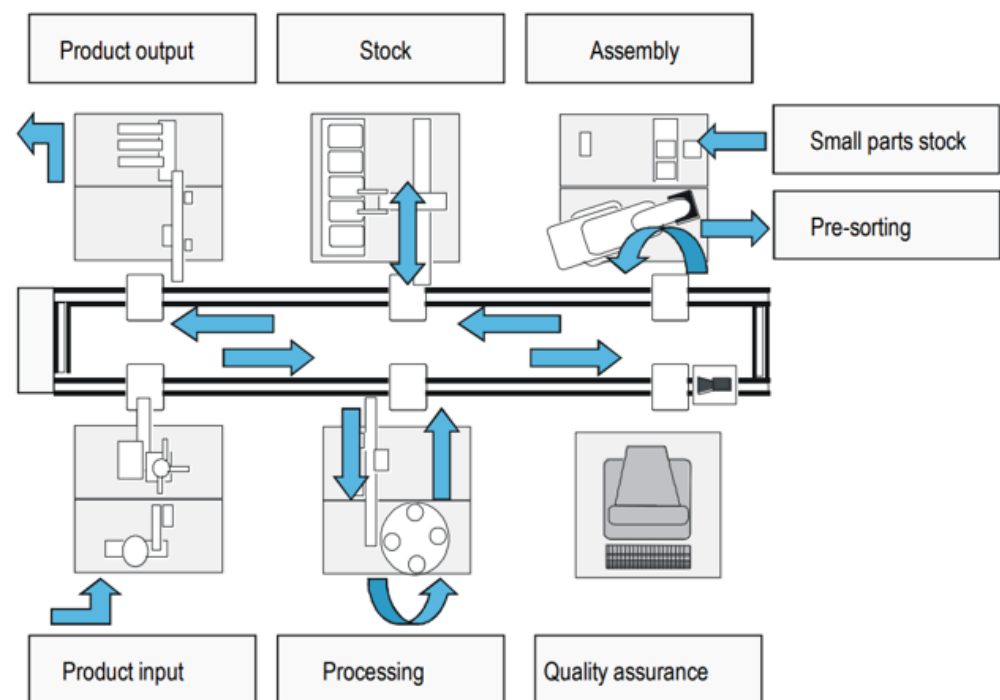 Product output
Stock
Assembly
Small parts stock
Pre-sorting
Product input
Processing
Quality assurance